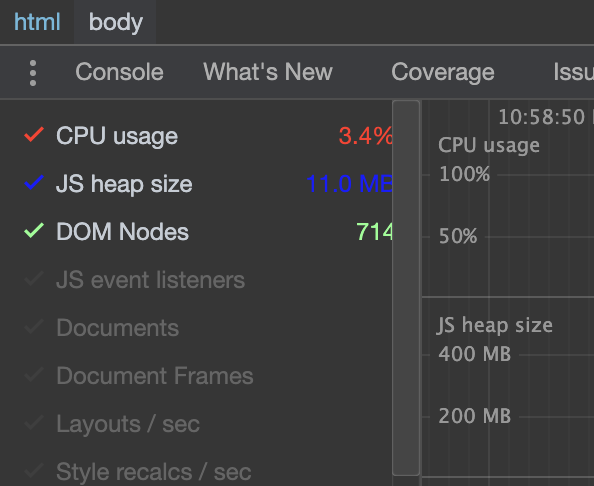 html body
Console What's New Coverage Issu
10:58:50
CPU usage 3.4%
JS heap size 11.0 MB
DOM Nodes 714
JS event listeners
Documents
Document Frames
Layouts / sec
Style recalcs / sec
CPU usage
100%
50%
JS heap size
400 MB
200 MB